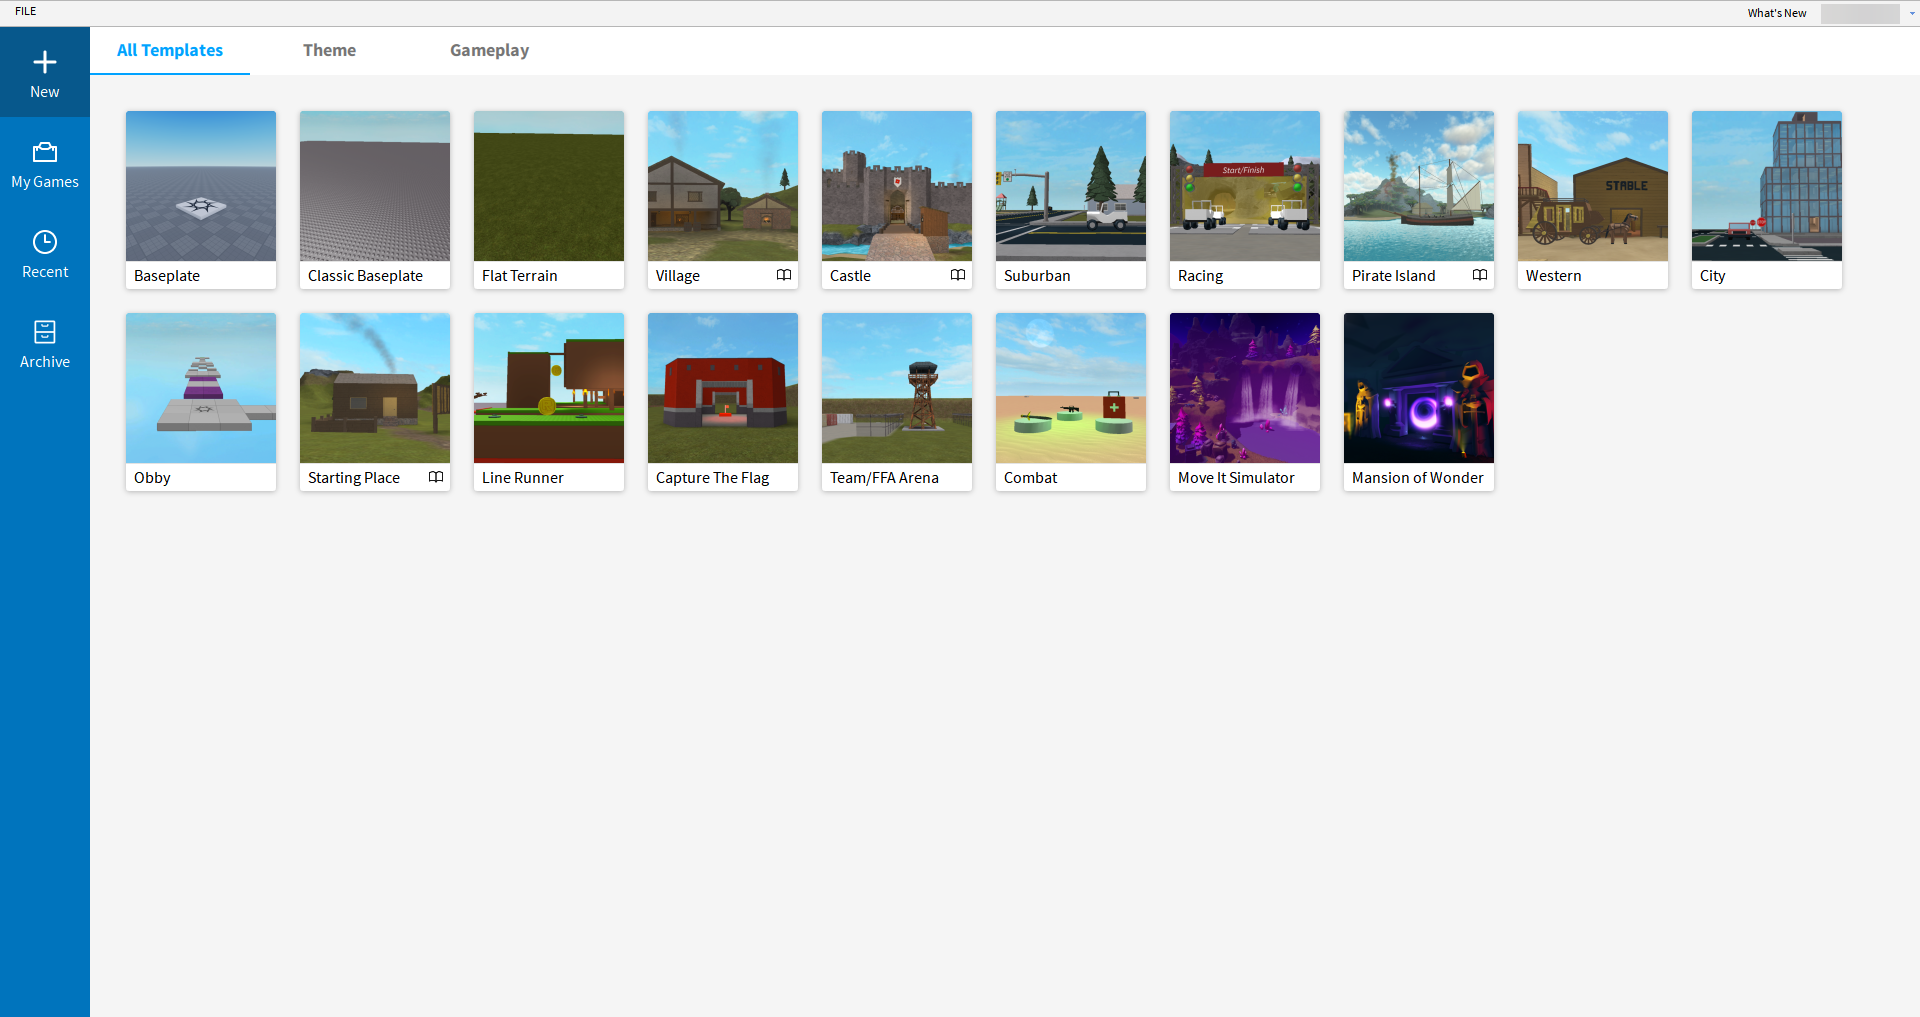 FILE
What's New
New
My Games
Recent
Archive
All Templates
Theme
Gameplay
Start/Finish
STABLE
Baseplate
Classic Baseplate
Flat Terrain
Village
Castle
Suburban
Racing
Pirate Island
Western
City
Obby
Starting Place
Line Runner
Capture The Flag
Team/FFA Arena
Combat
Move It Simulator
Mansion of Wonder